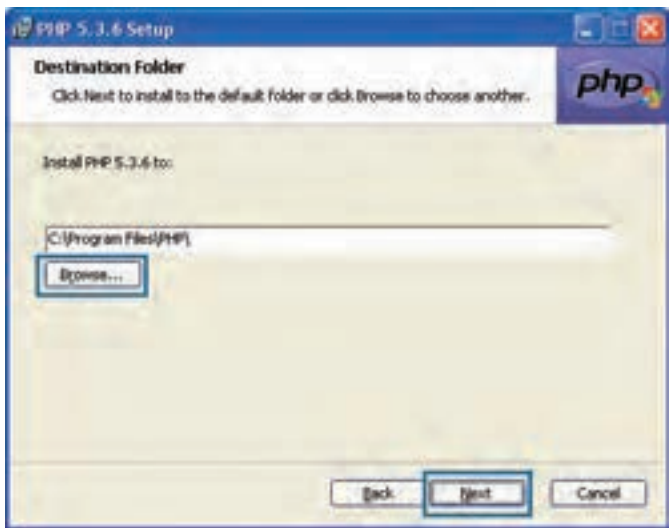 PHP 5.3.6 Setup
Destination Folder
Click Next to install to the default folder or click Browse to choose another.
php
Install PHP 5.3.6 to:
C:\Program Files\PHP\
Browse...
Back
Next
Cancel